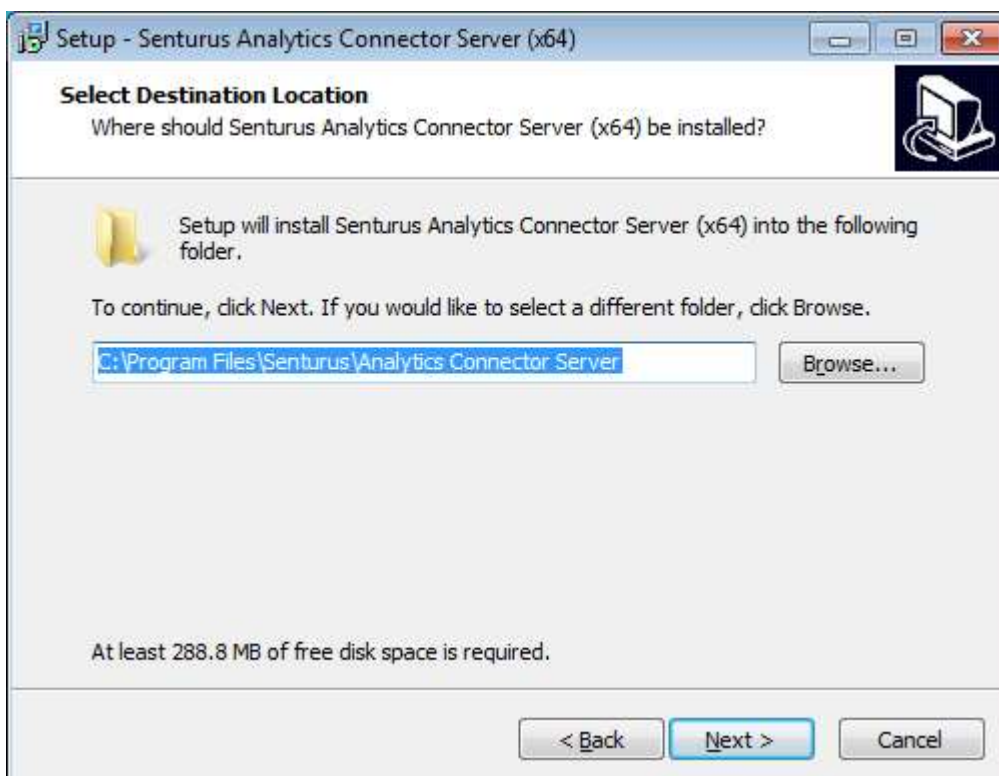 Setup - Senturus Analytics Connector Server (x64)
Select Destination Location
Where should Senturus Analytics Connector Server (x64) be installed?
Setup will install Senturus Analytics Connector Server (x64) into the following
folder.
To continue, click Next. If you would like to select a different folder, click Browse.
C:\Program Files\Senturus\Analytics Connector Server
Browse...
At least 288.8 MB of free disk space is required.
< Back
Next >
Cancel